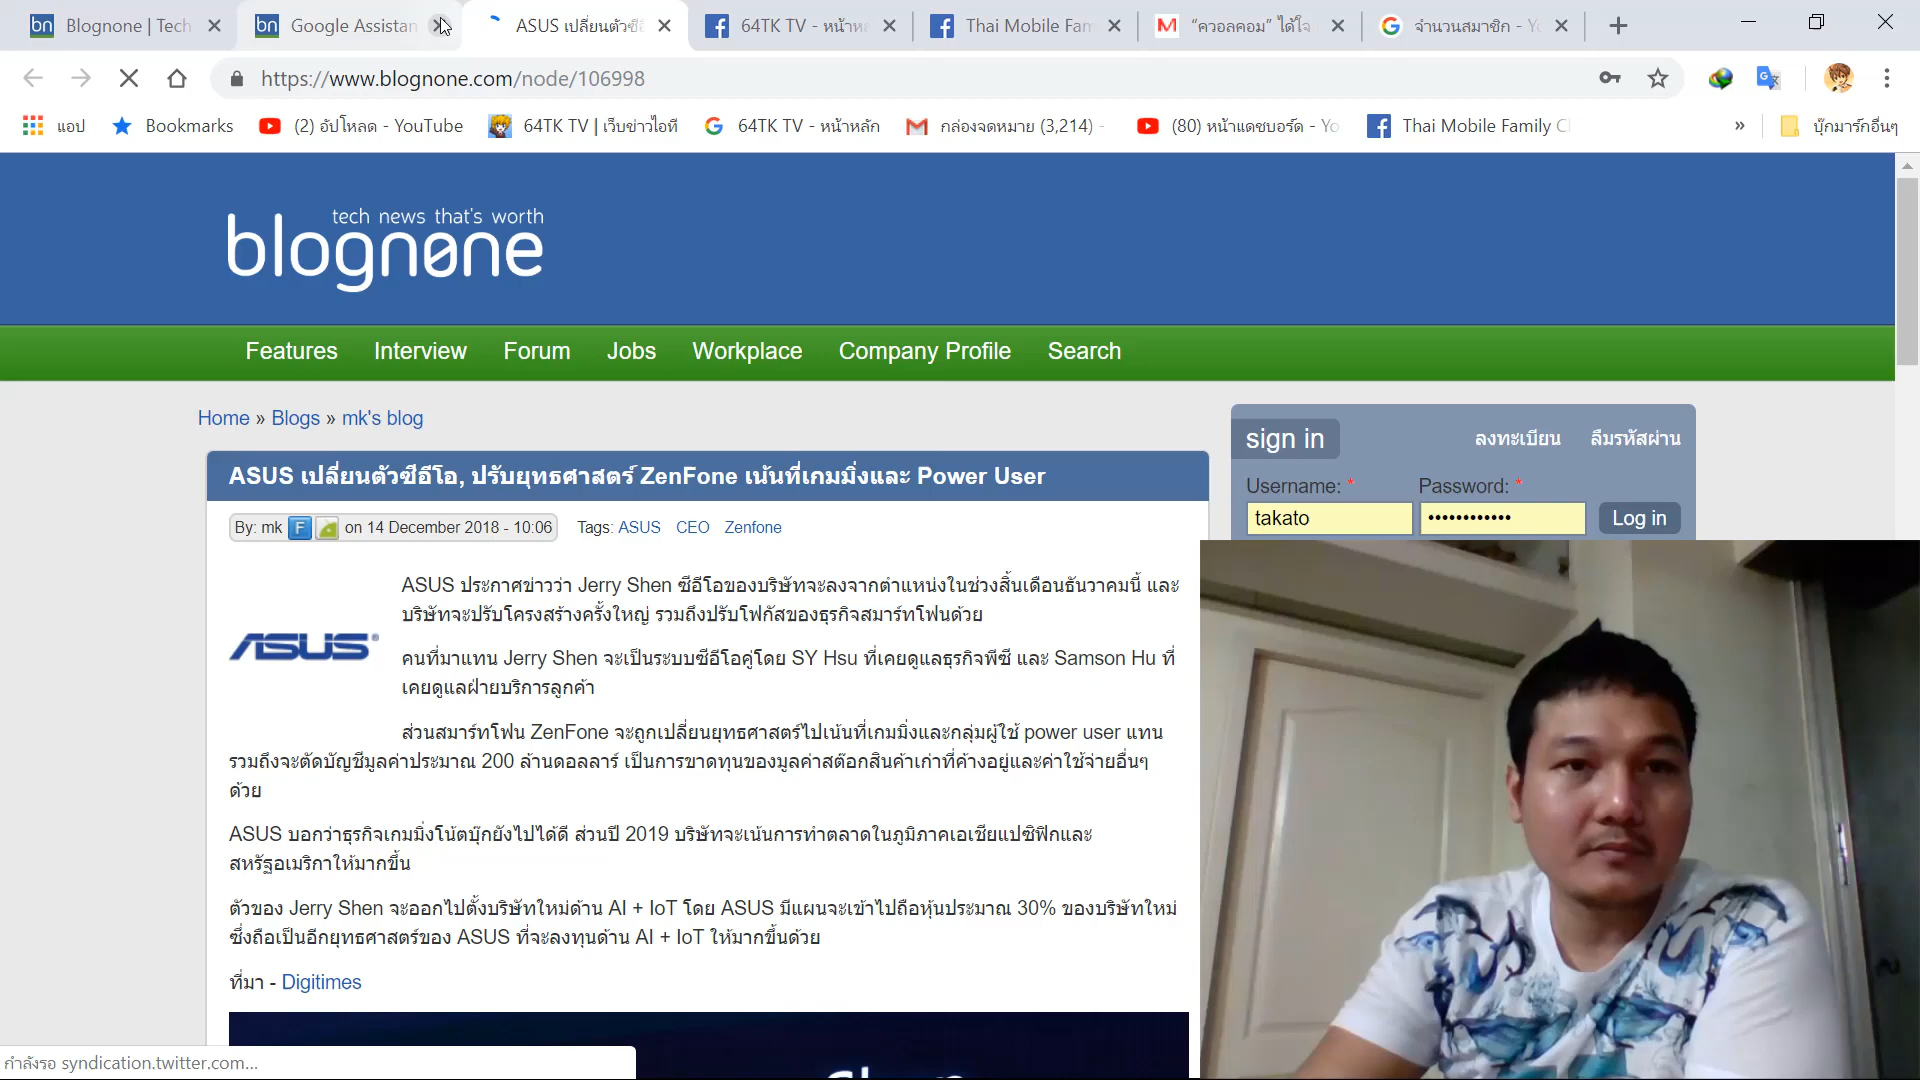 Blognone | Tech
Google Assistan
ASUS เปลี่ยนตัวซีอี
64TK TV - หน้าหล
Thai Mobile Fam
"ควอลคอม" ได้ใจ
จำนวนสมาชิก - Yo
https://www.blognone.com/node/106998
แอป
Bookmarks
(2) อัปโหลด - YouTube
64TK TV | เว็บข่าวไอที
64TK TV - หน้าหลัก
กล่องจดหมาย (3,214) -
(80) หน้าแดชบอร์ด - Yo
Thai Mobile Family Cl
»
บุ๊กมาร์กอื่นๆ
tech news that's worth
blognone
Features
Interview
Forum
Jobs
Workplace
Company Profile
Search
Home » Blogs » mk's blog
sign in
ลงทะเบียน
ลืมรหัสผ่าน
ASUS เปลี่ยนตัวซีอีโอ, ปรับยุทธศาสตร์ ZenFone เน้นที่เกมมิ่งและ Power User
Username: *
Password: *
takato
••••••••••••
Log in
By: mk F on 14 December 2018 - 10:06
Tags: ASUS CEO Zenfone
ASUS ประกาศข่าวว่า Jerry Shen ซีอีโอของบริษัทจะลงจากตำแหน่งในช่วงสิ้นเดือนธันวาคมนี้ และ
บริษัทจะปรับโครงสร้างครั้งใหญ่ รวมถึงปรับโฟกัสของธุรกิจสมาร์ทโฟนด้วย
ASUS
คนที่มาแทน Jerry Shen จะเป็นระบบซีอีโอคู่โดย SY Hsu ที่เคยดูแลธุรกิจพีซี และ Samson Hu ที่
เคยดูแลฝ่ายบริการลูกค้า
ส่วนสมาร์ทโฟน ZenFone จะถูกเปลี่ยนยุทธศาสตร์ไปเน้นที่เกมมิ่งและกลุ่มผู้ใช้ power user แทน
รวมถึงจะตัดบัญชีมูลค่าประมาณ 200 ล้านดอลลาร์ เป็นการขาดทุนของมูลค่าสต๊อกสินค้าเก่าที่ค้างอยู่และค่าใช้จ่ายอื่นๆ
ด้วย
ASUS บอกว่าธุรกิจเกมมิ่งโน้ตบุ๊กยังไปได้ดี ส่วนปี 2019 บริษัทจะเน้นการทำตลาดในภูมิภาคเอเชียแปซิฟิกและ
สหรัฐอเมริกาให้มากขึ้น
ตัวของ Jerry Shen จะออกไปตั้งบริษัทใหม่ด้าน AI + IoT โดย ASUS มีแผนจะเข้าไปถือหุ้นประมาณ 30% ของบริษัทใหม่
ซึ่งถือเป็นอีกยุทธศาสตร์ของ ASUS ที่จะลงทุนด้าน AI + IoT ให้มากขึ้นด้วย
ที่มา - Digitimes
กำลังรอ syndication.twitter.com...